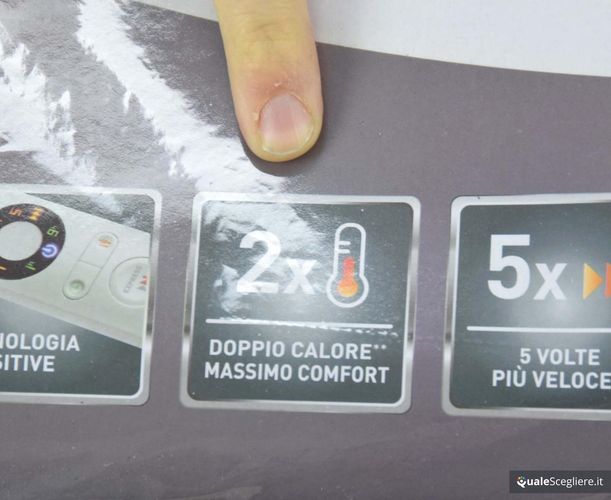 NOLOGIA
SITIVE
2x
DOPPIO CALORE**
MASSIMO COMFORT
5x
5 VOLTE
PIÙ VELOCE
QualeScegliere.it